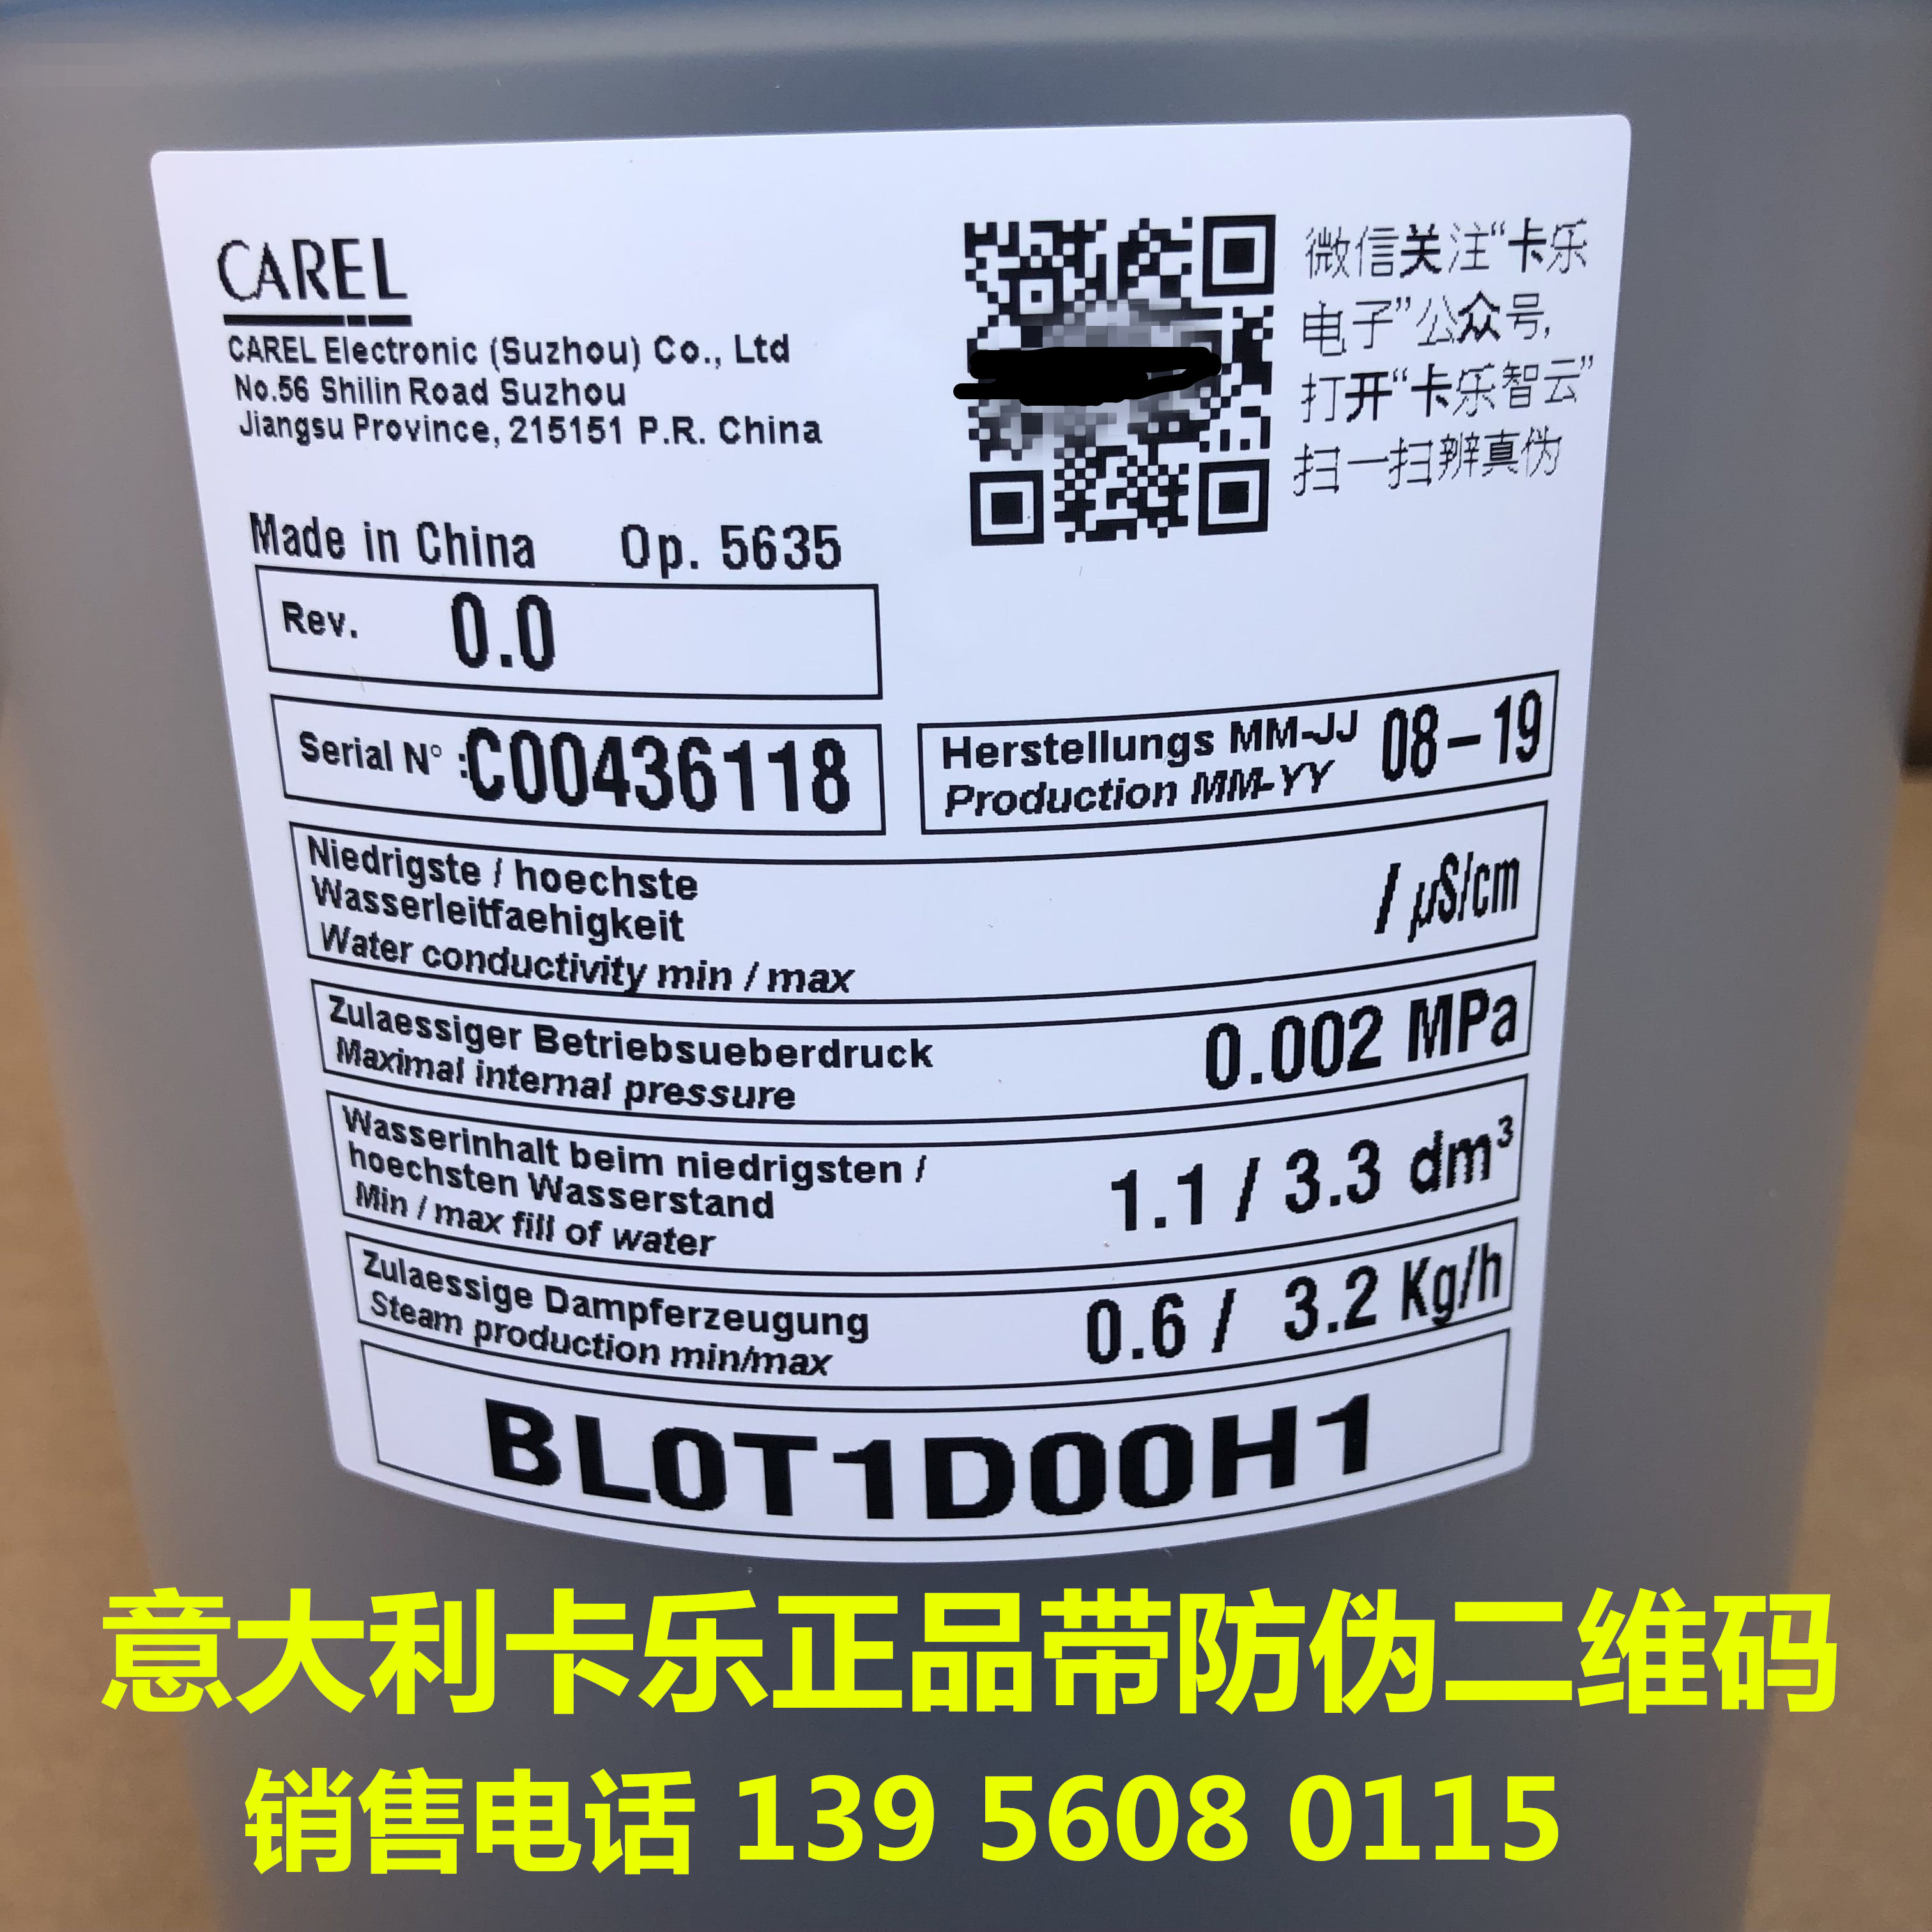 CAREL
CAREL Electronic (Suzhou) Co., Ltd
No.56 Shilin Road Suzhou
Jiangsu Province, 215151 P.R. China
微信关注“卡乐
电子”公众号,
打开“卡乐智云”
扫一扫辨真伪
Made in China Op. 5635
Rev. 0.0
Serial N° :C00436118
Herstellungs MM-JJ
Production MM-YY
08-19
Niedrigste / hoechste
Wasserleitfaehigkeit
Water conductivity min / max
/ µS/cm
Zulaessiger Betriebsueberdruck
Maximal internal pressure
0.002 MPa
Wasserinhalt beim niedrigsten /
hoechsten Wasserstand
Min / max fill of water
1.1 / 3.3 dm³
Zulaessige Dampferzeugung
Steam production min/max
0.6 / 3.2 Kg/h
BL0T1D00H1
意大利卡乐正品带防伪二维码
销售电话 139 5608 0115